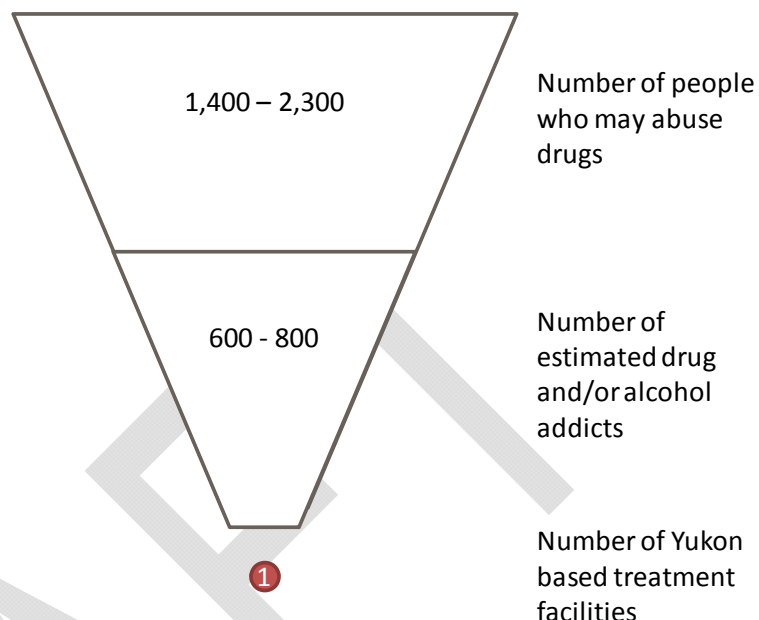 1,400 – 2,300
Number of people
who may abuse
drugs
600 - 800
Number of
estimated drug
and/or alcohol
addicts
1
Number of Yukon
based treatment
facilities